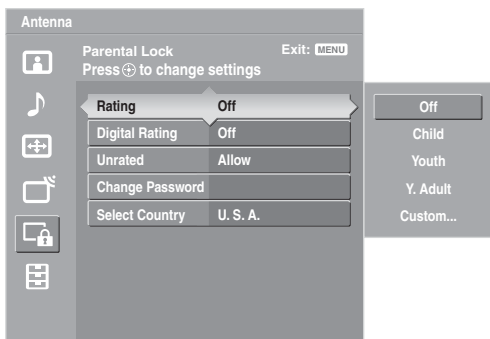 Antenna
Parental Lock Exit: MENU
Press to change settings
Rating Off
Digital Rating Off
Unrated Allow
Change Password
Select Country U. S. A.
Off
Child
Youth
Y. Adult
Custom...